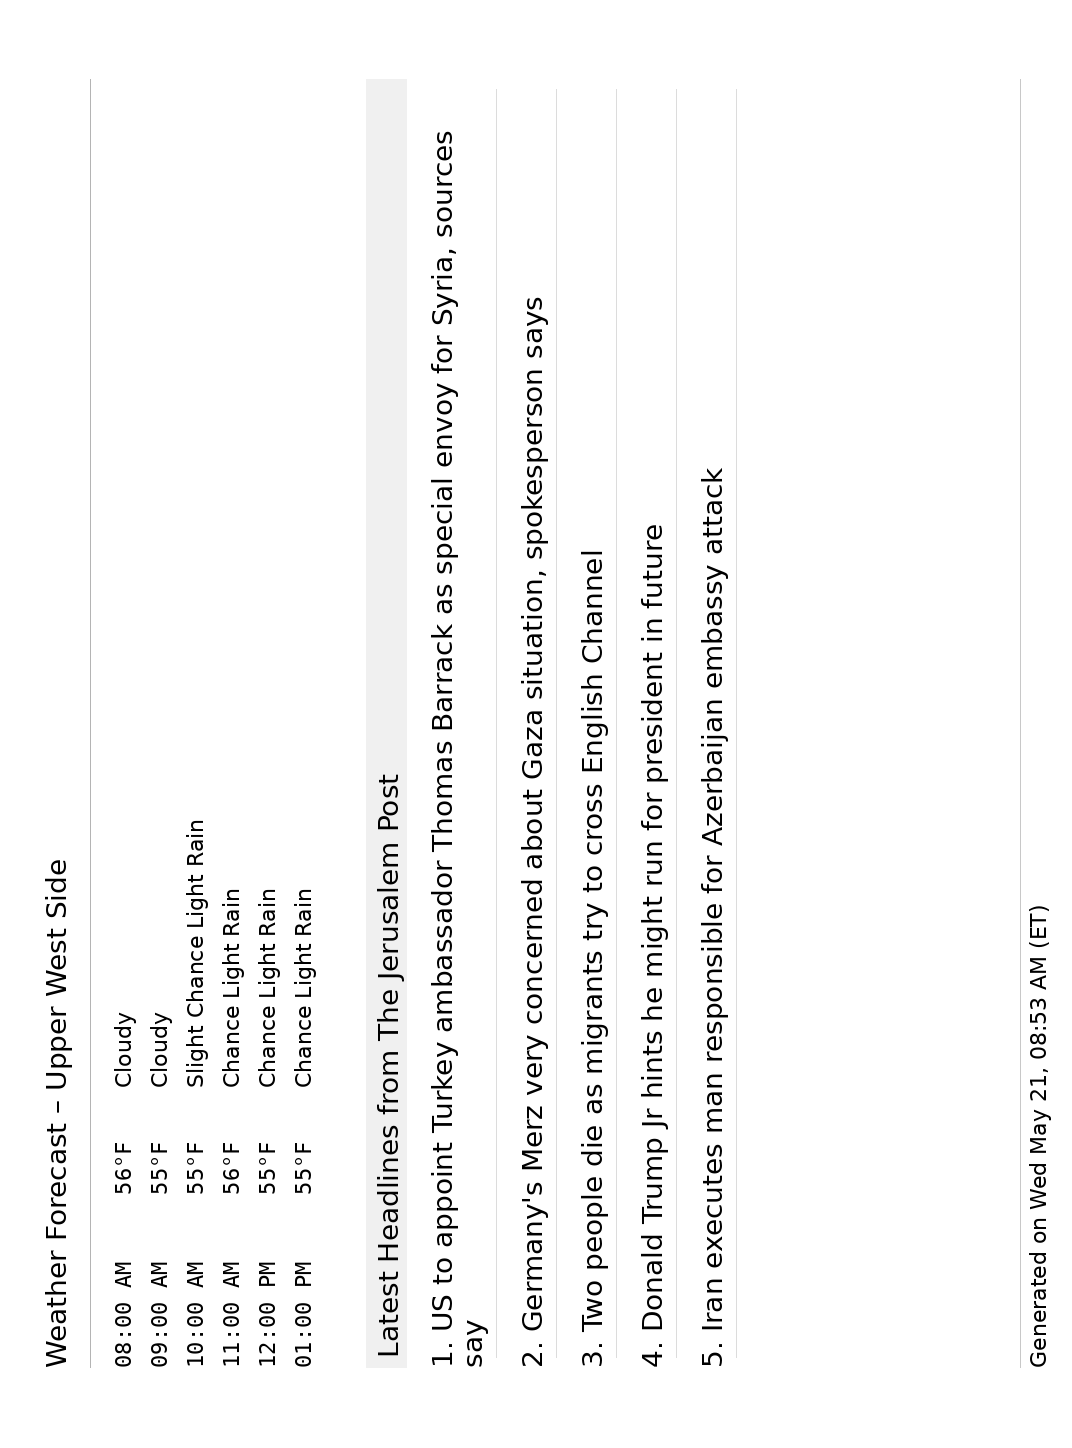 Weather Forecast – Upper West Side
08:00 AM 56°F Cloudy
09:00 AM 55°F Cloudy
10:00 AM 55°F Slight Chance Light Rain
11:00 AM 56°F Chance Light Rain
12:00 PM 55°F Chance Light Rain
01:00 PM 55°F Chance Light Rain
Latest Headlines from The Jerusalem Post
1. US to appoint Turkey ambassador Thomas Barrack as special envoy for Syria, sources
say
2. Germany's Merz very concerned about Gaza situation, spokesperson says
3. Two people die as migrants try to cross English Channel
4. Donald Trump Jr hints he might run for president in future
5. Iran executes man responsible for Azerbaijan embassy attack
Generated on Wed May 21, 08:53 AM (ET)